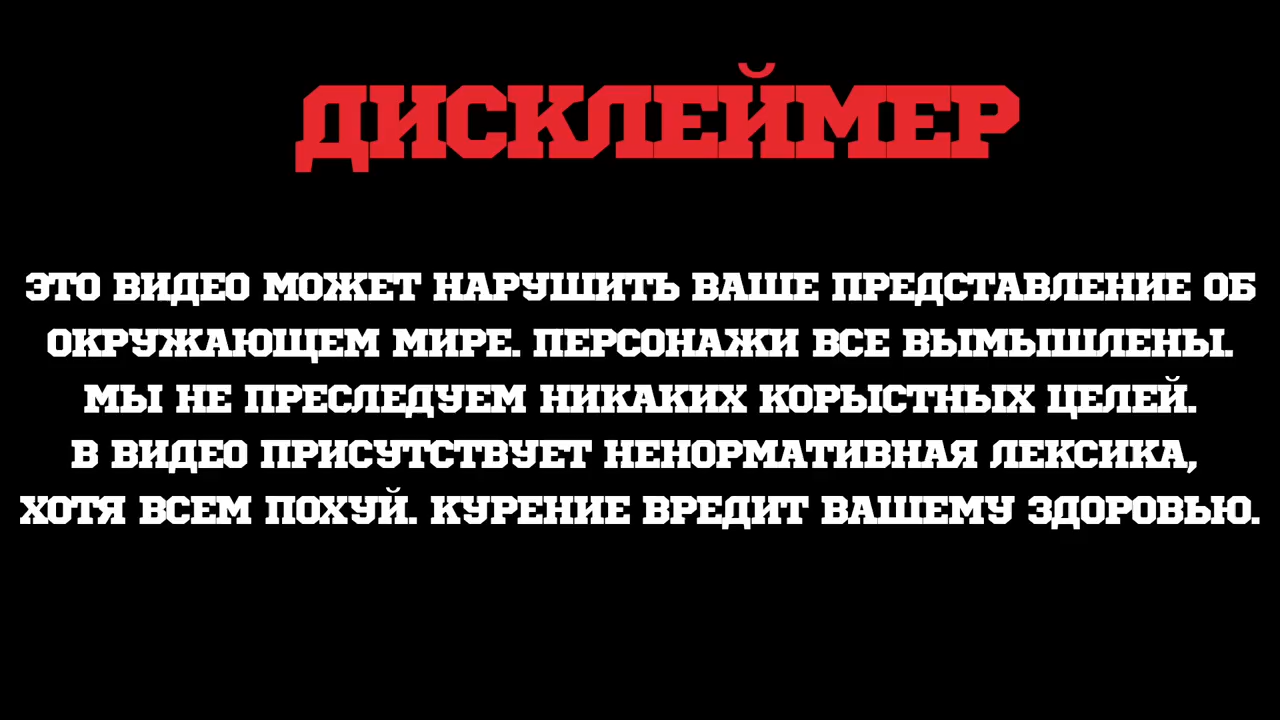 ДИСКЛЕЙМЕР
ЭТО ВИДЕО МОЖЕТ НАРУШИТЬ ВАШЕ ПРЕДСТАВЛЕНИЕ ОБ
ОКРУЖАЮЩЕМ МИРЕ. ПЕРСОНАЖИ ВСЕ ВЫМЫШЛЕНЫ.
МЫ НЕ ПРЕСЛЕДУЕМ НИКАКИХ КОРЫСТНЫХ ЦЕЛЕЙ.
В ВИДЕО ПРИСУТСТВУЕТ НЕНОРМАТИВНАЯ ЛЕКСИКА,
ХОТЯ ВСЕМ ПОХУЙ. КУРЕНИЕ ВРЕДИТ ВАШЕМУ ЗДОРОВЬЮ.